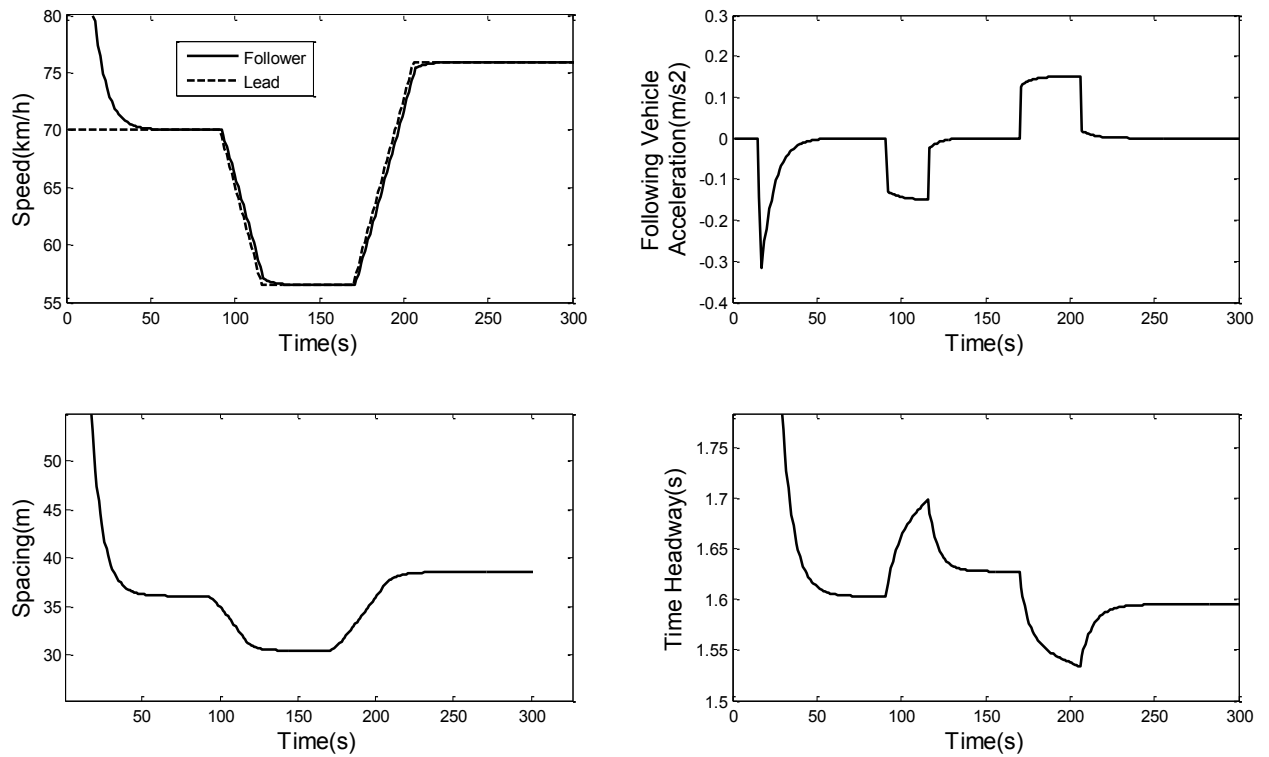 80
75
70
65
60
55
Speed(km/h)
Follower
Lead
0 50 100 150 200 250 300
Time(s)
0.3
0.2
0.1
0
-0.1
-0.2
-0.3
-0.4
Following Vehicle
Acceleration(m/s2)
0 50 100 150 200 250 300
Time(s)
50
45
40
35
30
Spacing(m)
50 100 150 200 250 300
Time(s)
1.75
1.7
1.65
1.6
1.55
1.5
Time Headway(s)
0 50 100 150 200 250 300
Time(s)